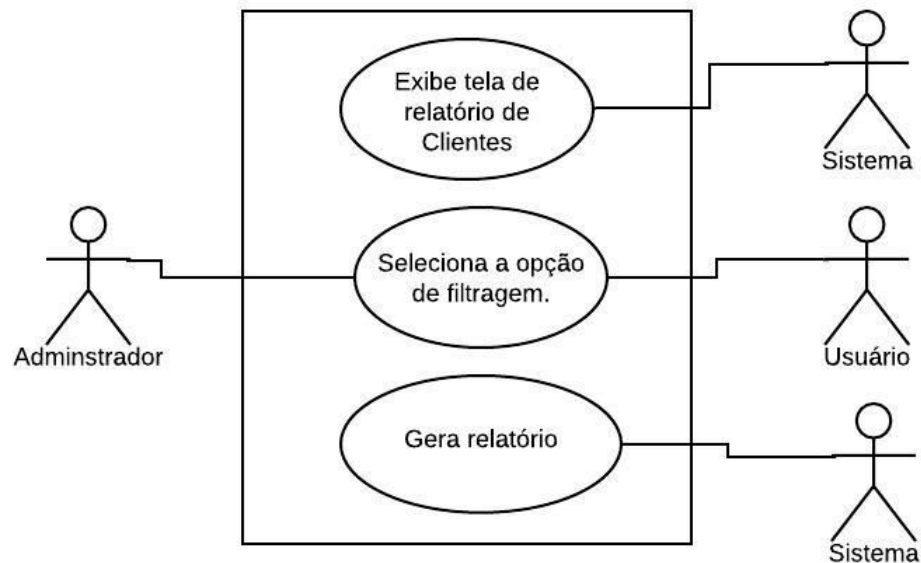 Exibe tela de
relatório de
Clientes
Sistema
Seleciona a opção
de filtragem.
Adminstrador
Usuário
Gera relatório
Sistema